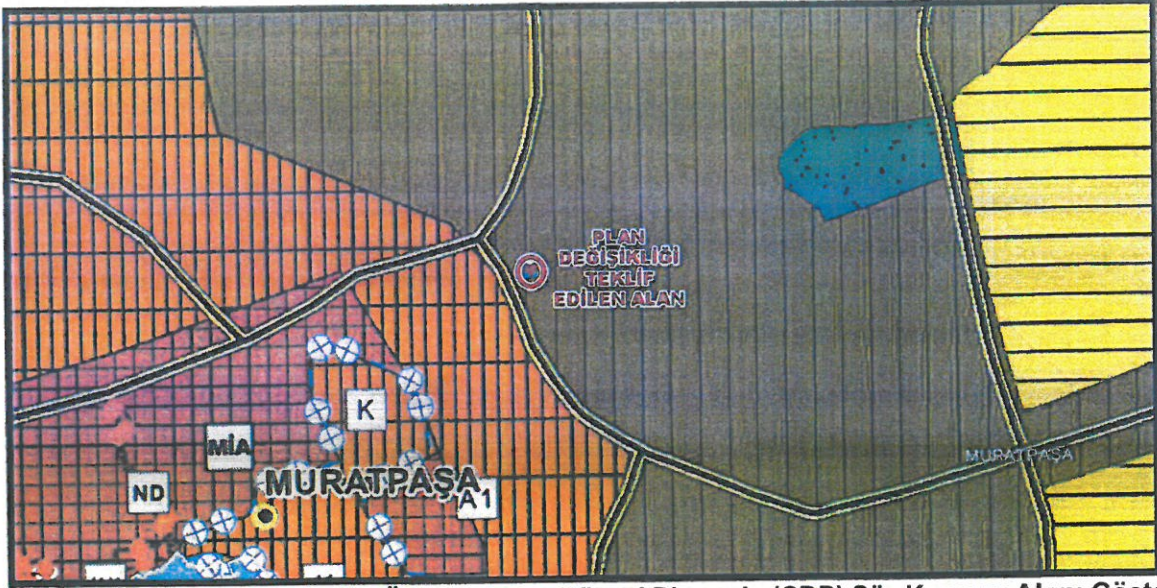 PLAN
DEĞİŞİKLİĞİ
TEKLİF
EDİLEN ALAN
K
MİA
MURATPAŞA
MURATPAŞA
A1
ND